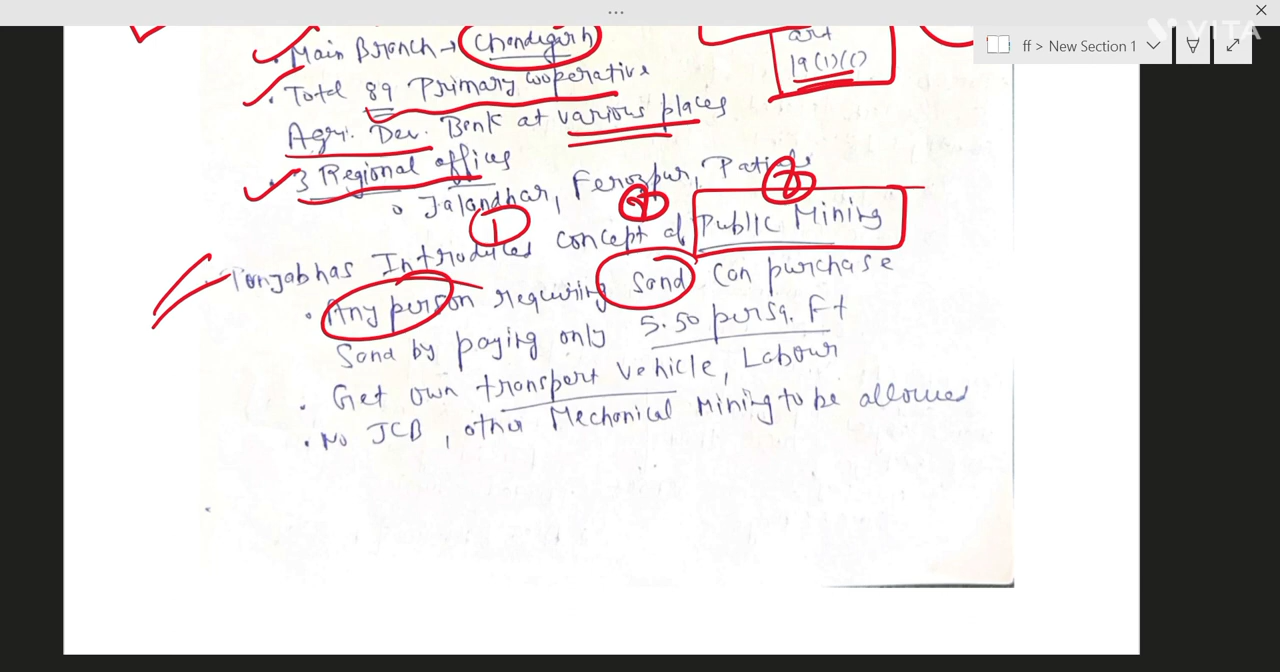 ...
VITA
ff > New Section 1
art
19(1)(c)
• Main Branch → Chandigarh
• Total 89 Primary Cooperative
Agri. Dev. Bank at various places
• 3 Regional offices
o Jalandhar, Ferozpur, Patiala
1 2 3
Punjab has Introduced concept of Public Mining
• Any person requiring Sand Can purchase
Sand by paying only 5.50 per sq. Ft
• Get own transport vehicle, Labour
• No JCB, other Mechanical Mining to be allowed